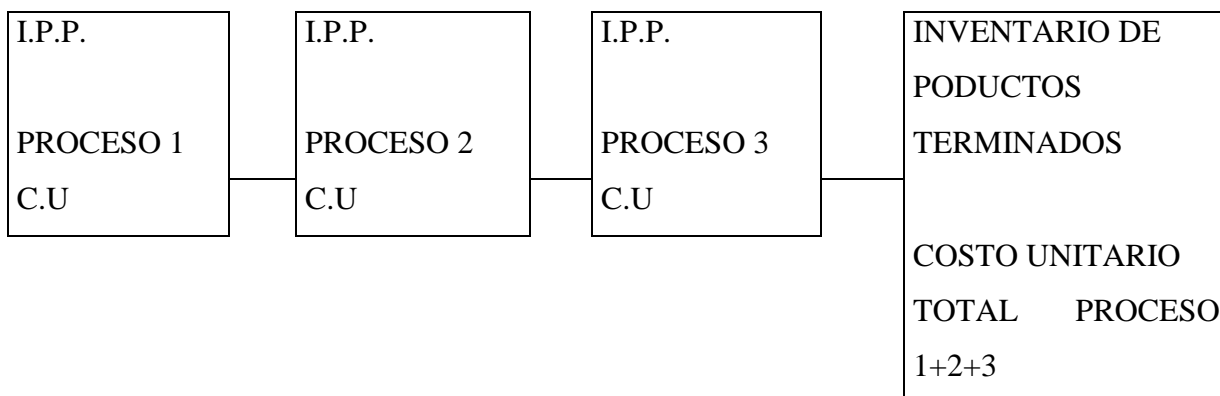 I.P.P.
PROCESO 1
C.U
I.P.P.
PROCESO 2
C.U
I.P.P.
PROCESO 3
C.U
INVENTARIO DE
PODUCTOS
TERMINADOS
COSTO UNITARIO
TOTAL PROCESO
1+2+3